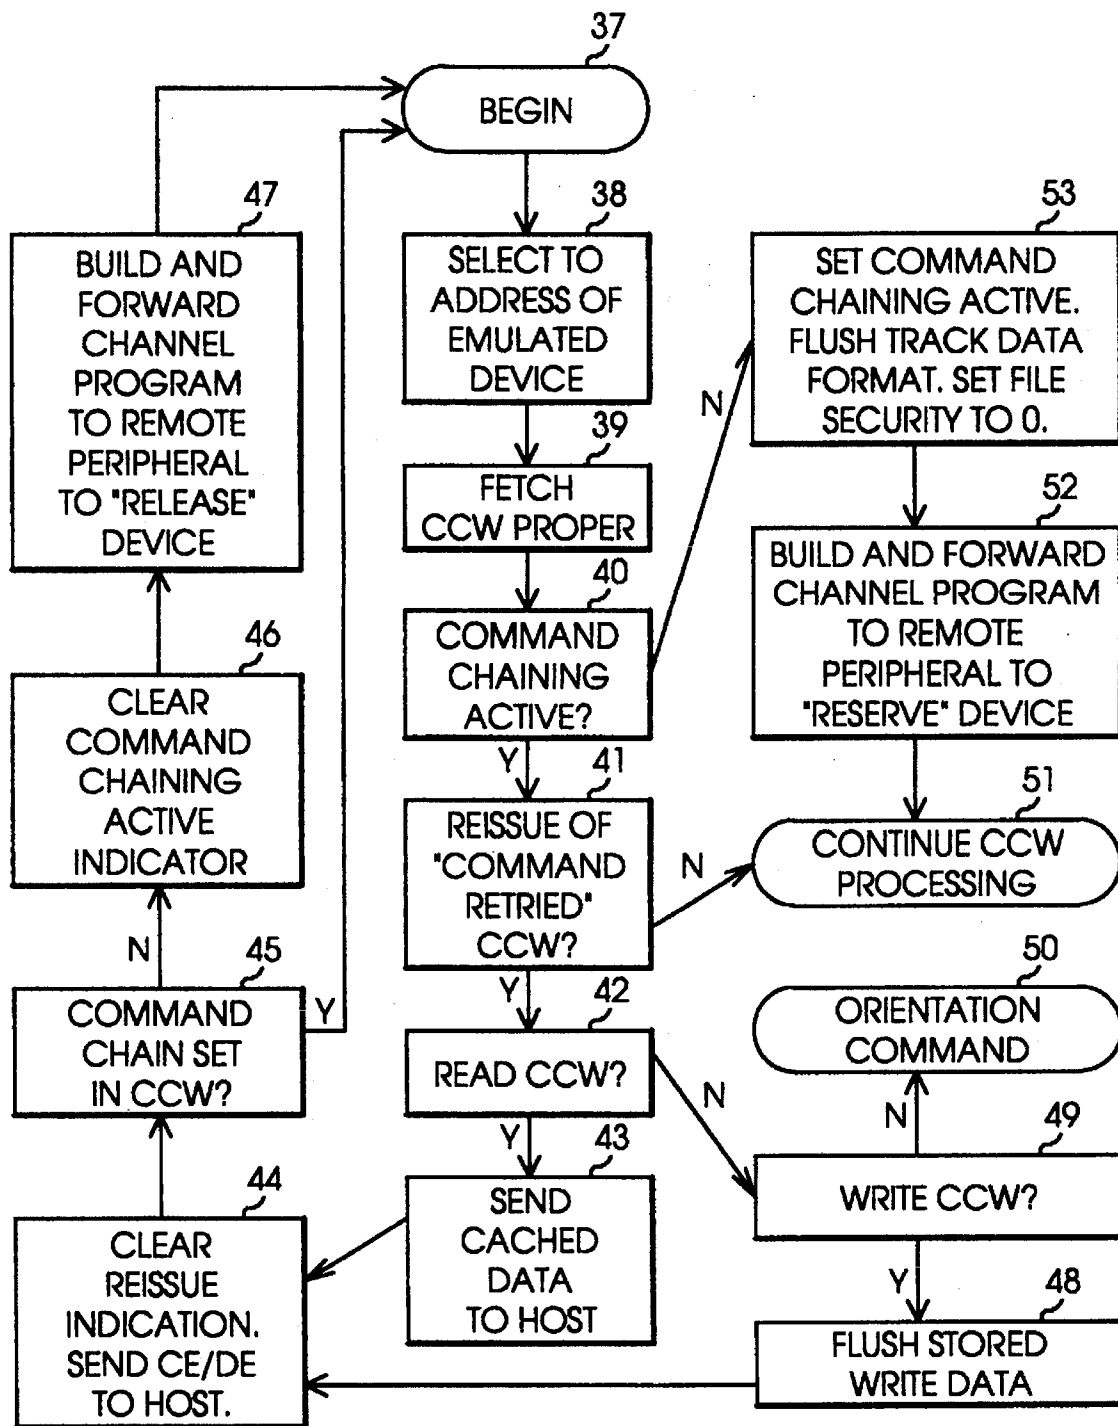 37
BEGIN
38
SELECT TO
ADDRESS OF
EMULATED
DEVICE
39
FETCH
CCW PROPER
40
COMMAND
CHAINING
ACTIVE?
N
Y
41
REISSUE OF
"COMMAND
RETRIED"
CCW?
N
Y
42
READ CCW?
N
Y
43
SEND
CACHED
DATA
TO HOST
44
CLEAR
REISSUE
INDICATION.
SEND CE/DE
TO HOST.
45
COMMAND
CHAIN SET
IN CCW?
Y
N
46
CLEAR
COMMAND
CHAINING
ACTIVE
INDICATOR
47
BUILD AND
FORWARD
CHANNEL
PROGRAM
TO REMOTE
PERIPHERAL
TO "RELEASE"
DEVICE
53
SET COMMAND
CHAINING ACTIVE.
FLUSH TRACK DATA
FORMAT. SET FILE
SECURITY TO 0.
52
BUILD AND FORWARD
CHANNEL PROGRAM
TO REMOTE
PERIPHERAL TO
"RESERVE" DEVICE
51
CONTINUE CCW
PROCESSING
50
ORIENTATION
COMMAND
N
49
WRITE CCW?
Y
48
FLUSH STORED
WRITE DATA